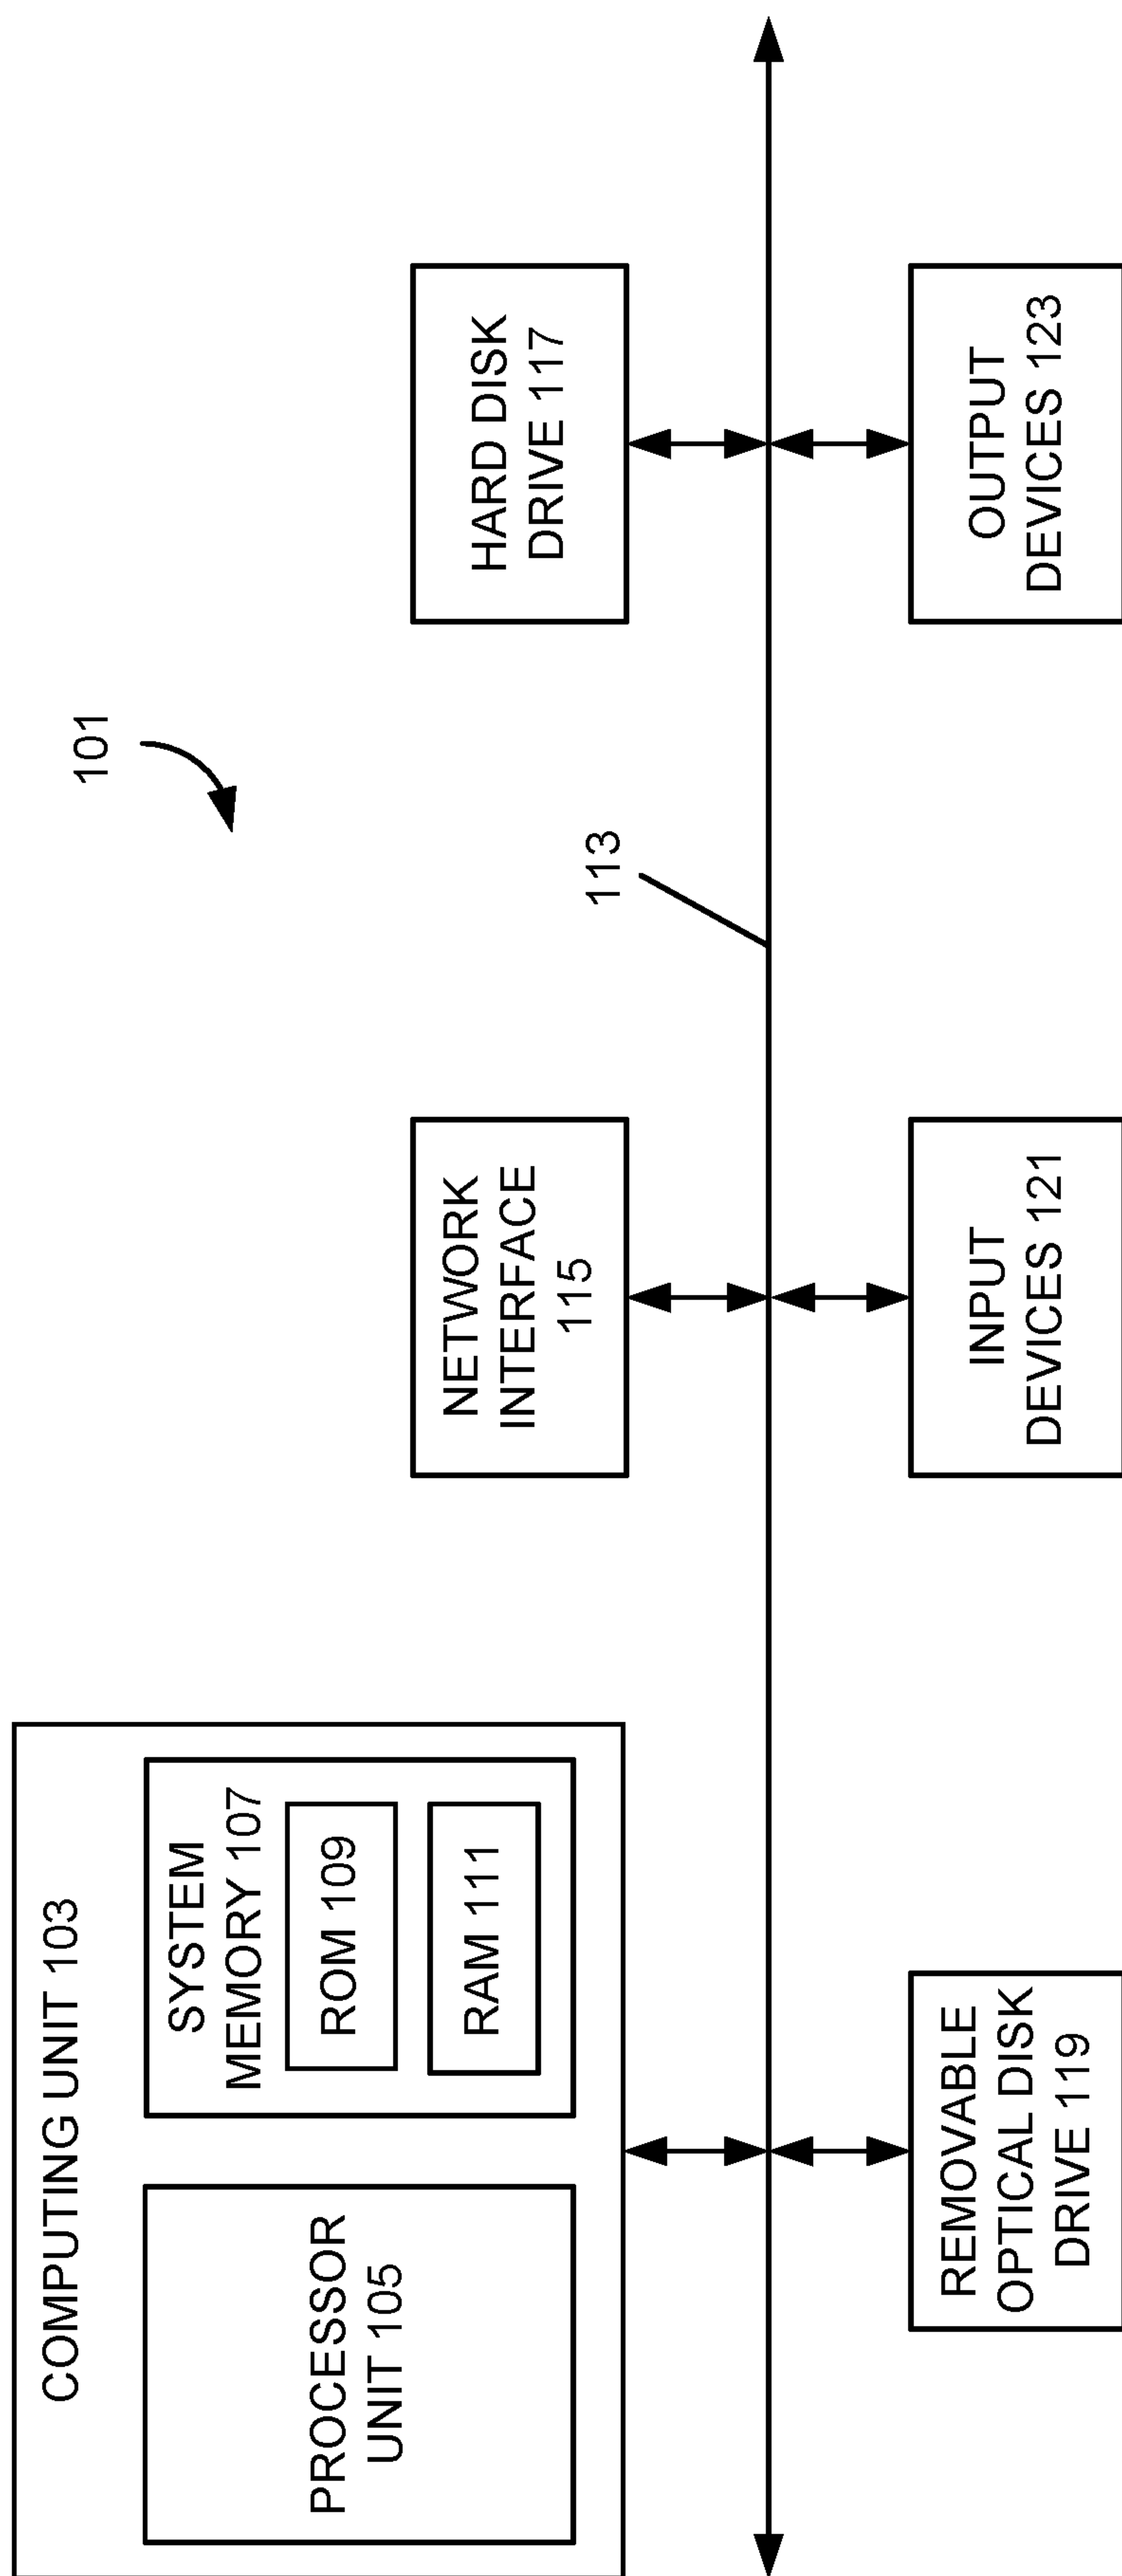 101
COMPUTING UNIT 103
PROCESSOR
UNIT 105
SYSTEM
MEMORY 107
ROM 109
RAM 111
NETWORK
INTERFACE
115
HARD DISK
DRIVE 117
113
REMOVABLE
OPTICAL DISK
DRIVE 119
INPUT
DEVICES 121
OUTPUT
DEVICES 123